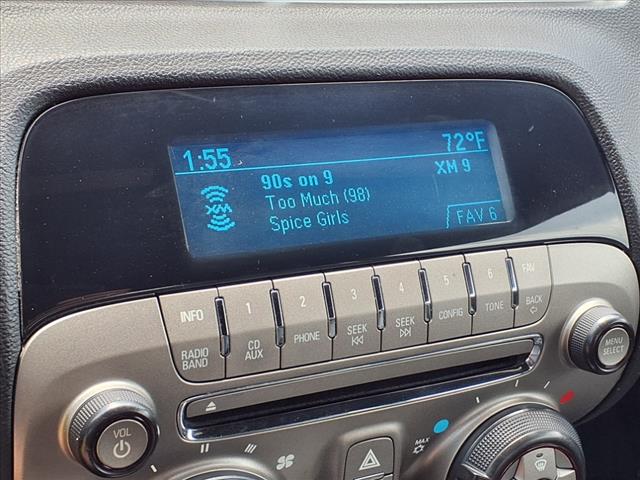 1:55 72°F
90s on 9 XM 9
XM Too Much (98)
Spice Girls FAV 6
INFO 1 2 3 4 5 6 FAV
RADIO BAND CD AUX PHONE SEEK SEEK CONFIG TONE BACK
MENU SELECT
VOL
MAX